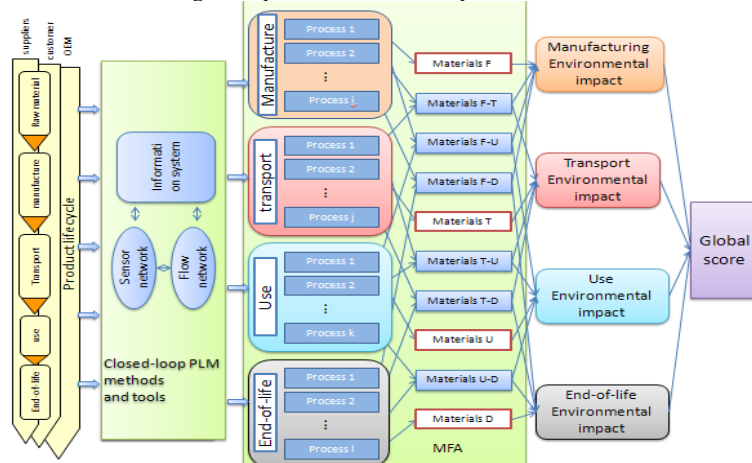 suppliers
customer
OEM
Raw material
manufacture
Transport
use
End-of-life
Product lifecycle
Informati
on system
Sensor
network
Flow
network
Closed-loop PLM
methods
and tools
Manufacture
Process 1
Process 2
⋮
Process i
transport
Process 1
Process 2
⋮
Process j
Use
Process 1
Process 2
⋮
Process k
End-of-life
Process 1
Process 2
⋮
Process l
Materials F
Materials F-T
Materials F-U
Materials F-D
Materials T
Materials T-U
Materials T-D
Materials U
Materials U-D
Materials D
MFA
Manufacturing
Environmental
impact
Transport
Environmental
impact
Use
Environmental
impact
End-of-life
Environmental
impact
Global
score